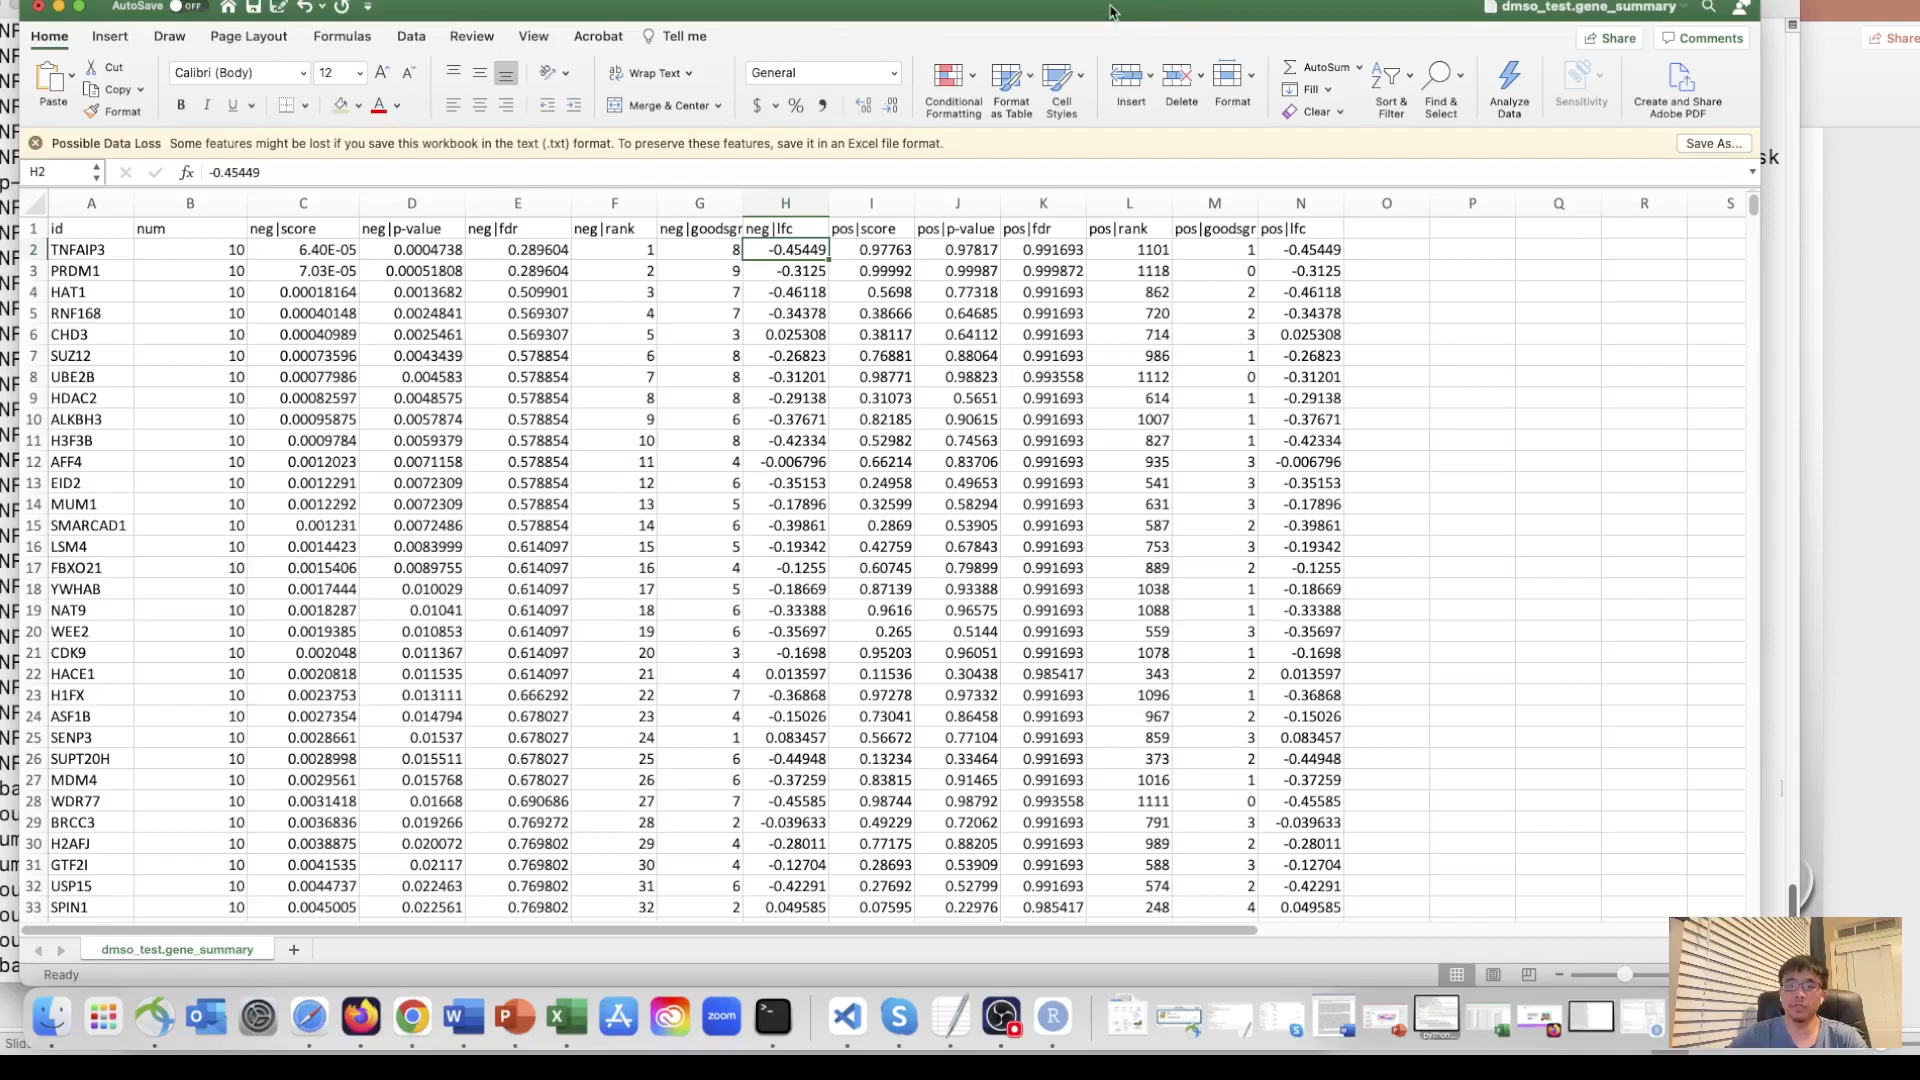 AutoSave OFF
dmso_test.gene_summary
Home Insert Draw Page Layout Formulas Data Review View Acrobat Tell me
Share Comments
Share
Paste Cut Copy Format
Calibri (Body) 12
Wrap Text
Merge & Center
General
Conditional Formatting
Format as Table
Cell Styles
Insert Delete Format
AutoSum Fill Clear
Sort & Filter
Find & Select
Analyze Data
Sensitivity
Create and Share Adobe PDF
Possible Data Loss Some features might be lost if you save this workbook in the text (.txt) format. To preserve these features, save it in an Excel file format. Save As...
H2 fx -0.45449
A B C D E F G H I J K L M N O P Q R S
1 id num neg|score neg|p-value neg|fdr neg|rank neg|goodsgr neg|lfc pos|score pos|p-value pos|fdr pos|rank pos|goodsgr pos|lfc
2 TNFAIP3 10 6.40E-05 0.0004738 0.289604 1 8 -0.45449 0.97763 0.97817 0.991693 1101 1 -0.45449
3 PRDM1 10 7.03E-05 0.00051808 0.289604 2 9 -0.3125 0.99992 0.99987 0.999872 1118 0 -0.3125
4 HAT1 10 0.00018164 0.0013682 0.509901 3 7 -0.46118 0.5698 0.77318 0.991693 862 2 -0.46118
5 RNF168 10 0.00040148 0.0024841 0.569307 4 7 -0.34378 0.38666 0.64685 0.991693 720 2 -0.34378
6 CHD3 10 0.00040989 0.0025461 0.569307 5 3 0.025308 0.38117 0.64112 0.991693 714 3 0.025308
7 SUZ12 10 0.00073596 0.0043439 0.578854 6 8 -0.26823 0.76881 0.88064 0.991693 986 1 -0.26823
8 UBE2B 10 0.00077986 0.004583 0.578854 7 8 -0.31201 0.98771 0.98823 0.993558 1112 0 -0.31201
9 HDAC2 10 0.00082597 0.0048575 0.578854 8 8 -0.29138 0.31073 0.5651 0.991693 614 1 -0.29138
10 ALKBH3 10 0.00095875 0.0057874 0.578854 9 6 -0.37671 0.82185 0.90615 0.991693 1007 1 -0.37671
11 H3F3B 10 0.0009784 0.0059379 0.578854 10 8 -0.42334 0.52982 0.74563 0.991693 827 1 -0.42334
12 AFF4 10 0.0012023 0.0071158 0.578854 11 4 -0.006796 0.66214 0.83706 0.991693 935 3 -0.006796
13 EID2 10 0.0012291 0.0072309 0.578854 12 6 -0.35153 0.24958 0.49653 0.991693 541 3 -0.35153
14 MUM1 10 0.0012292 0.0072309 0.578854 13 5 -0.17896 0.32599 0.58294 0.991693 631 3 -0.17896
15 SMARCAD1 10 0.001231 0.0072486 0.578854 14 6 -0.39861 0.2869 0.53905 0.991693 587 2 -0.39861
16 LSM4 10 0.0014423 0.0083999 0.614097 15 5 -0.19342 0.42759 0.67843 0.991693 753 3 -0.19342
17 FBXO21 10 0.0015406 0.0089755 0.614097 16 4 -0.1255 0.60745 0.79899 0.991693 889 2 -0.1255
18 YWHAB 10 0.0017444 0.010029 0.614097 17 5 -0.18669 0.87139 0.93388 0.991693 1038 1 -0.18669
19 NAT9 10 0.0018287 0.01041 0.614097 18 6 -0.33388 0.9616 0.96575 0.991693 1088 1 -0.33388
20 WEE2 10 0.0019385 0.010853 0.614097 19 6 -0.35697 0.265 0.5144 0.991693 559 3 -0.35697
21 CDK9 10 0.002048 0.011367 0.614097 20 3 -0.1698 0.95203 0.96051 0.991693 1078 1 -0.1698
22 HACE1 10 0.0020818 0.011535 0.614097 21 4 0.013597 0.11536 0.30438 0.985417 343 2 0.013597
23 H1FX 10 0.0023753 0.013111 0.666292 22 7 -0.36868 0.97278 0.97332 0.991693 1096 1 -0.36868
24 ASF1B 10 0.0027354 0.014794 0.678027 23 4 -0.15026 0.73041 0.86458 0.991693 967 2 -0.15026
25 SENP3 10 0.0028661 0.01537 0.678027 24 1 0.083457 0.56672 0.77104 0.991693 859 3 0.083457
26 SUPT20H 10 0.0028998 0.015511 0.678027 25 6 -0.44948 0.13234 0.33464 0.991693 373 2 -0.44948
27 MDM4 10 0.0029561 0.015768 0.678027 26 6 -0.37259 0.83815 0.91465 0.991693 1016 1 -0.37259
28 WDR77 10 0.0031418 0.01668 0.690686 27 7 -0.45585 0.98744 0.98792 0.993558 1111 0 -0.45585
29 BRCC3 10 0.0036836 0.019266 0.769272 28 2 -0.039633 0.49229 0.72062 0.991693 791 3 -0.039633
30 H2AFJ 10 0.0038875 0.020072 0.769802 29 4 -0.28011 0.77175 0.88205 0.991693 989 2 -0.28011
31 GTF2I 10 0.0041535 0.02117 0.769802 30 4 -0.12704 0.28693 0.53909 0.991693 588 3 -0.12704
32 USP15 10 0.0044737 0.022463 0.769802 31 6 -0.42291 0.27692 0.52799 0.991693 574 2 -0.42291
33 SPIN1 10 0.0045005 0.022561 0.769802 32 2 0.049585 0.07595 0.22976 0.985417 248 4 0.049585
dmso_test.gene_summary +
Ready
zoom